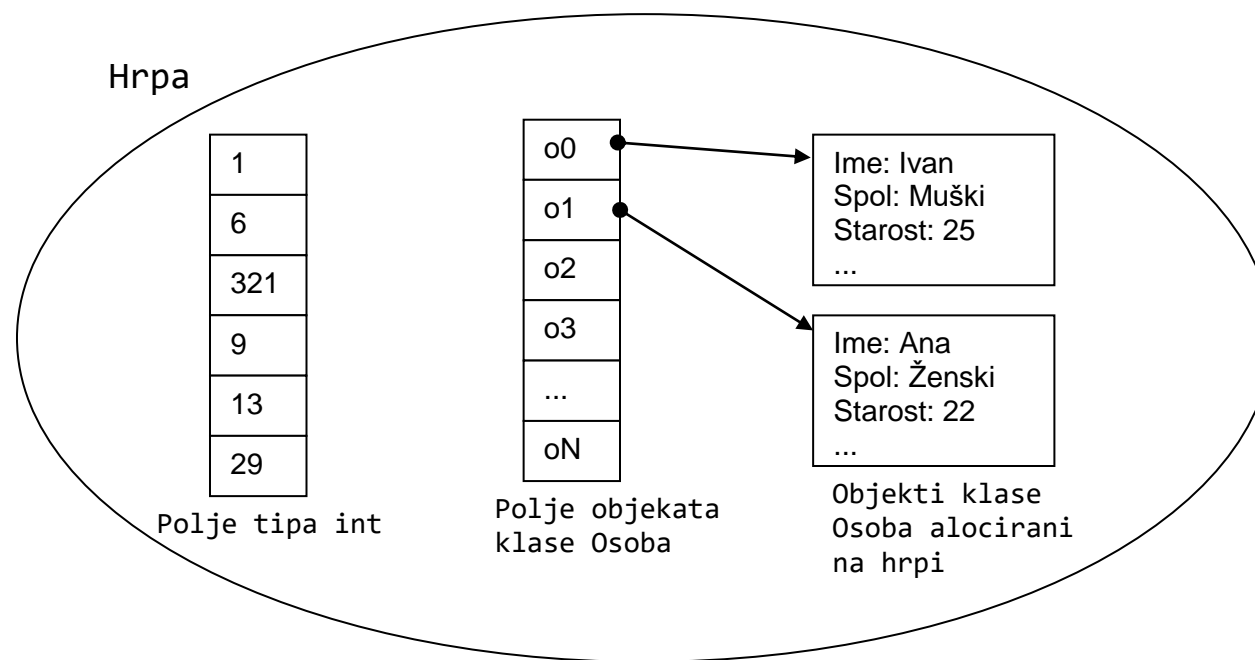 Hrpa
1
6
321
9
13
29
Polje tipa int
o0
o1
o2
o3
...
oN
Polje objekata
klase Osoba
Ime: Ivan
Spol: Muški
Starost: 25
...
Ime: Ana
Spol: Ženski
Starost: 22
...
Objekti klase
Osoba alocirani
na hrpi